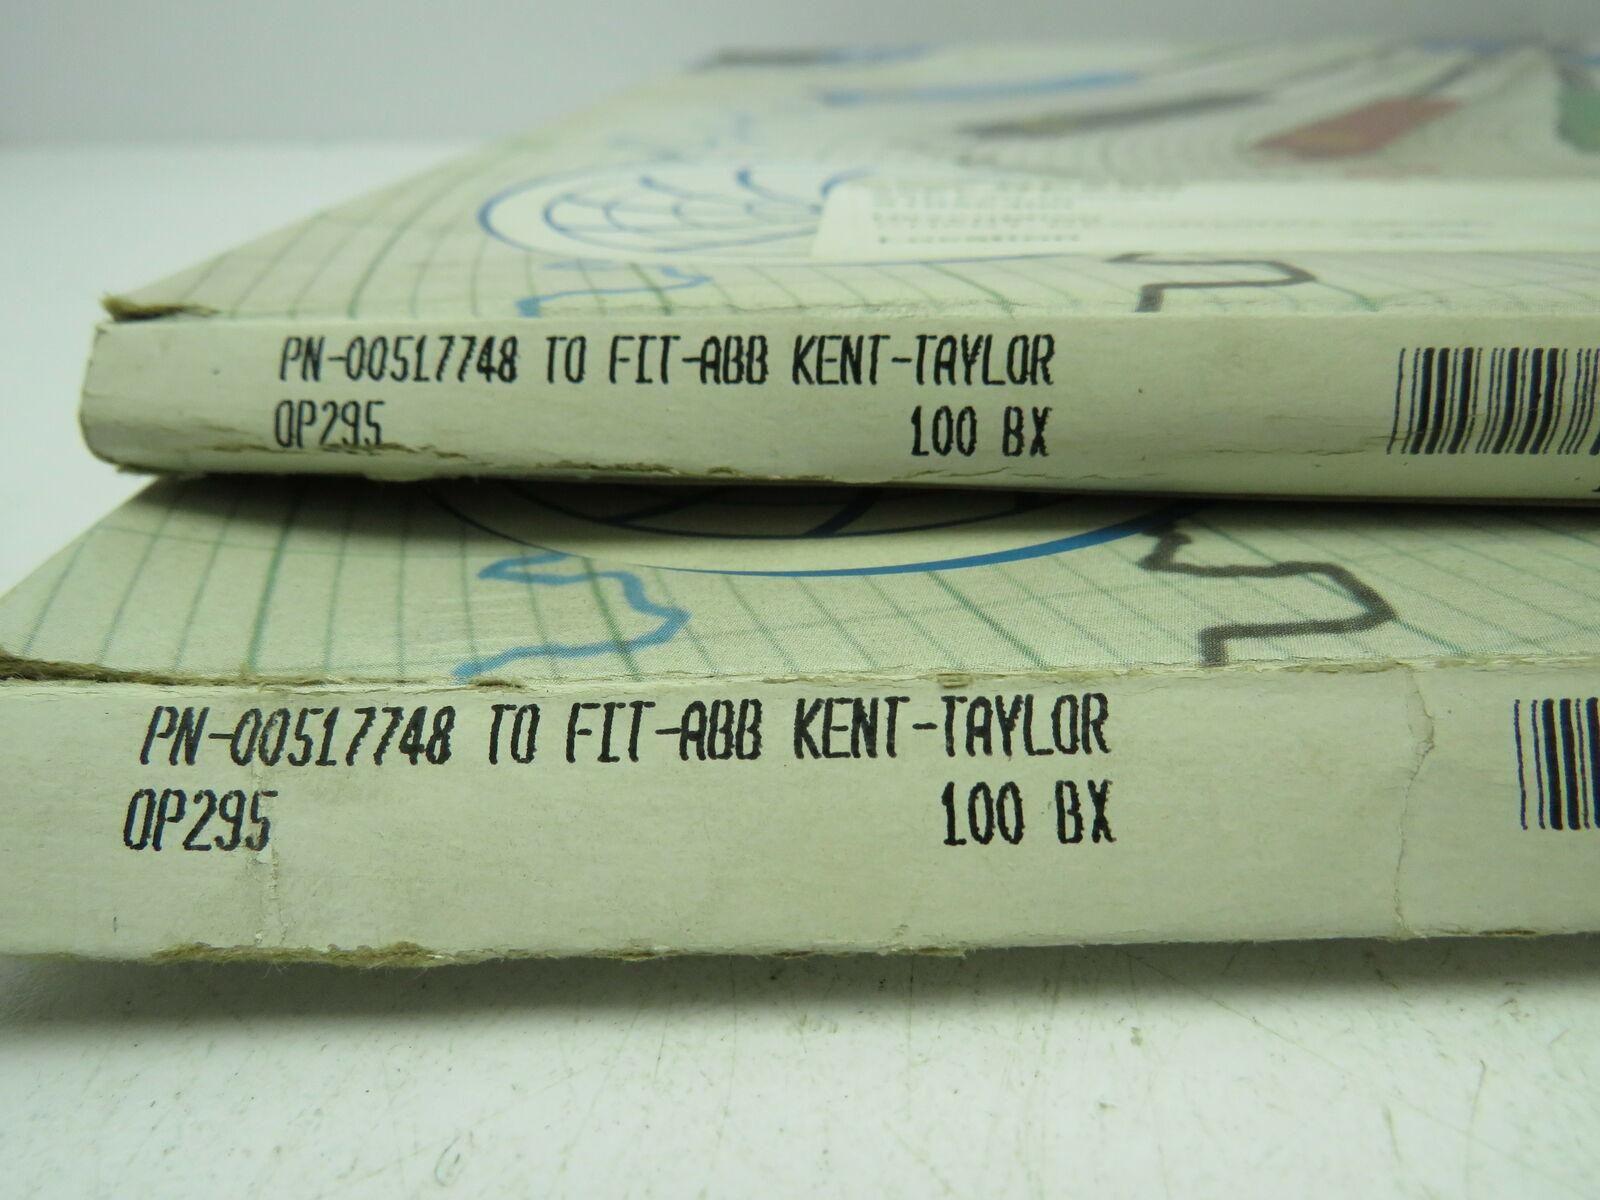 PN-00517748 TO FIT-ABB KENT-TAYLOR
OP295 100 BX
PN-00517748 TO FIT-ABB KENT-TAYLOR
OP295 100 BX